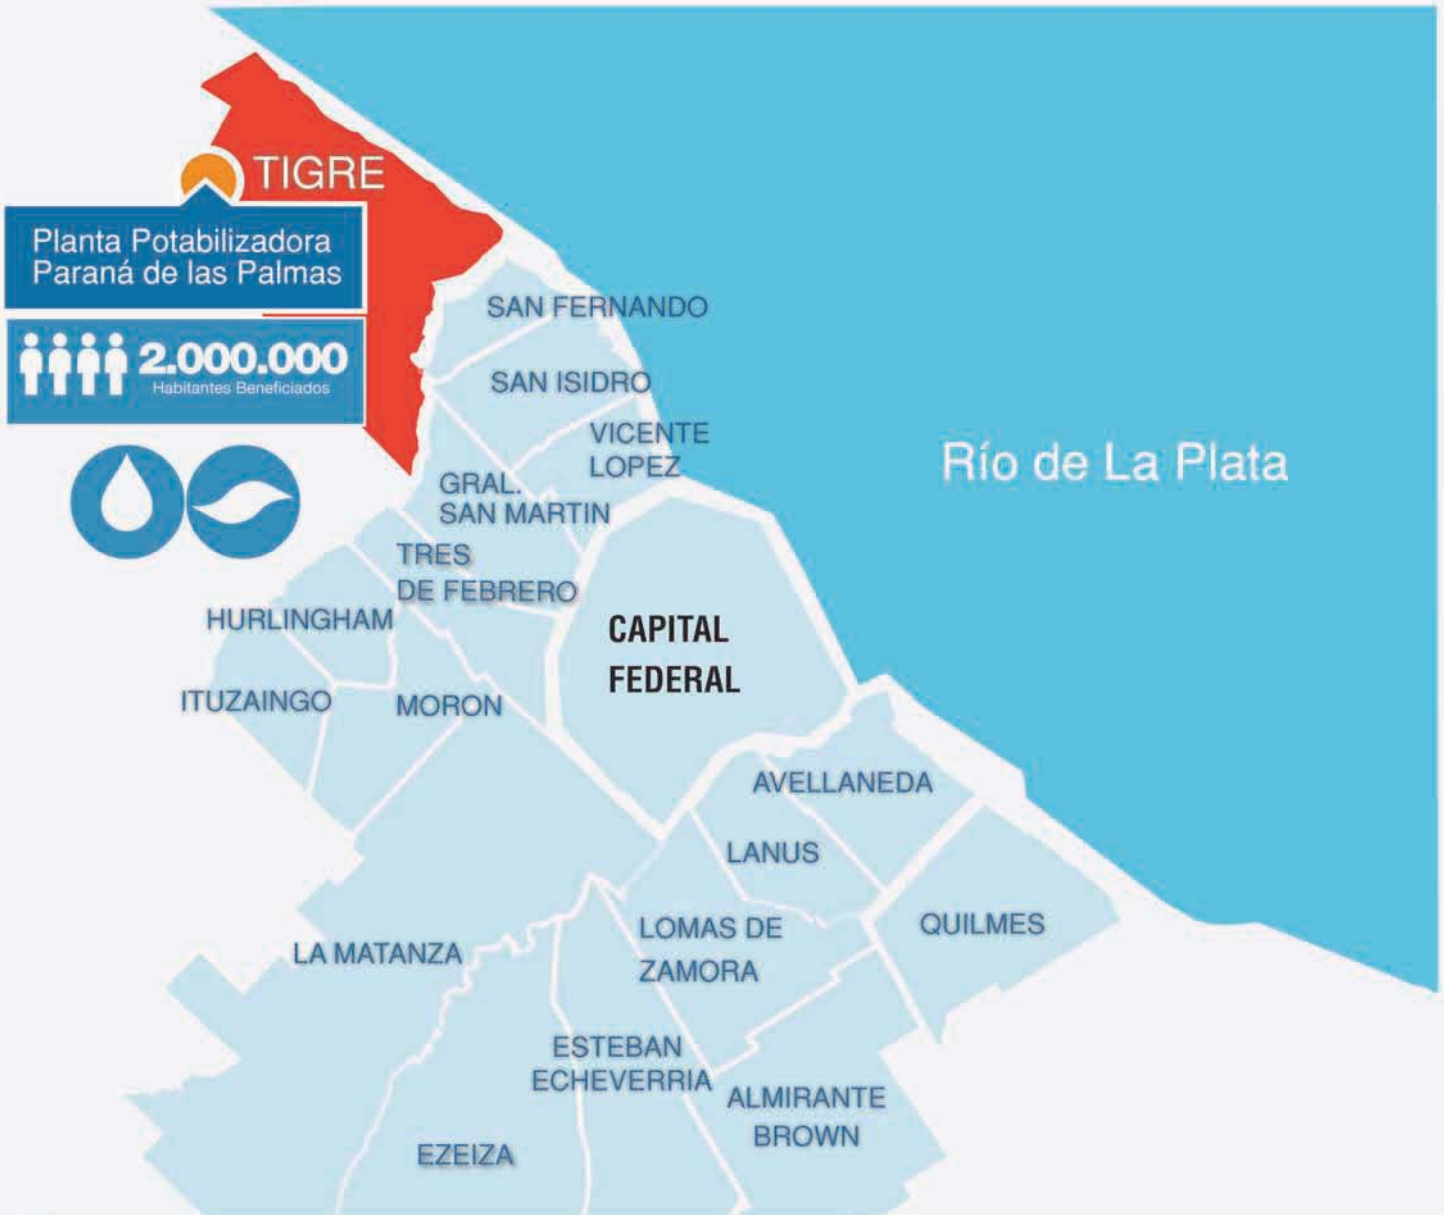 TIGRE
Planta Potabilizadora
Paraná de las Palmas
2.000.000
Habitantes Beneficiados
SAN FERNANDO
SAN ISIDRO
VICENTE
LOPEZ
Río de La Plata
GRAL.
SAN MARTIN
TRES
DE FEBRERO
HURLINGHAM
CAPITAL
FEDERAL
ITUZAINGO
MORON
AVELLANEDA
LANUS
QUILMES
LOMAS DE
ZAMORA
LA MATANZA
ESTEBAN
ECHEVERRIA
ALMIRANTE
BROWN
EZEIZA